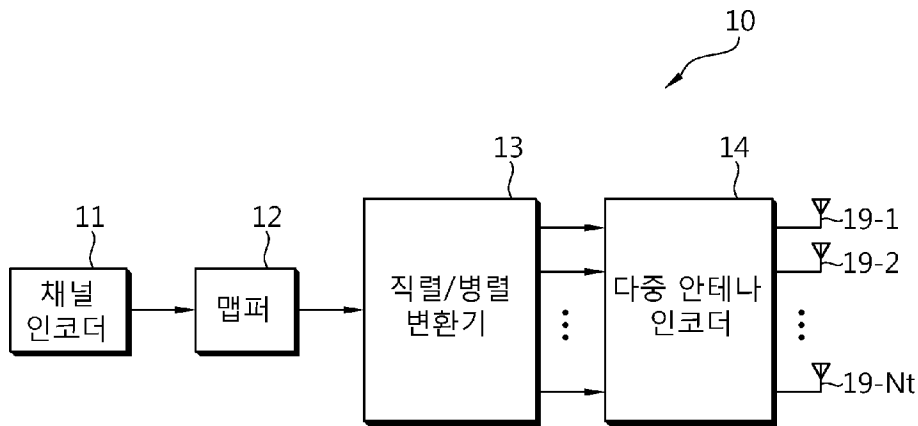 10
13
14
11
12
19-1
19-2
채널
인코더
맵퍼
직렬/병렬
변환기
다중 안테나
인코더
19-Nt